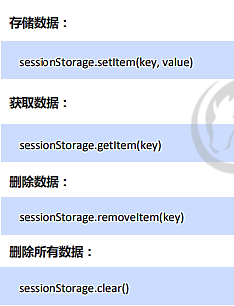 存储数据：
sessionStorage.setItem(key, value)
获取数据：
sessionStorage.getItem(key)
删除数据：
sessionStorage.removeItem(key)
删除所有数据：
sessionStorage.clear()